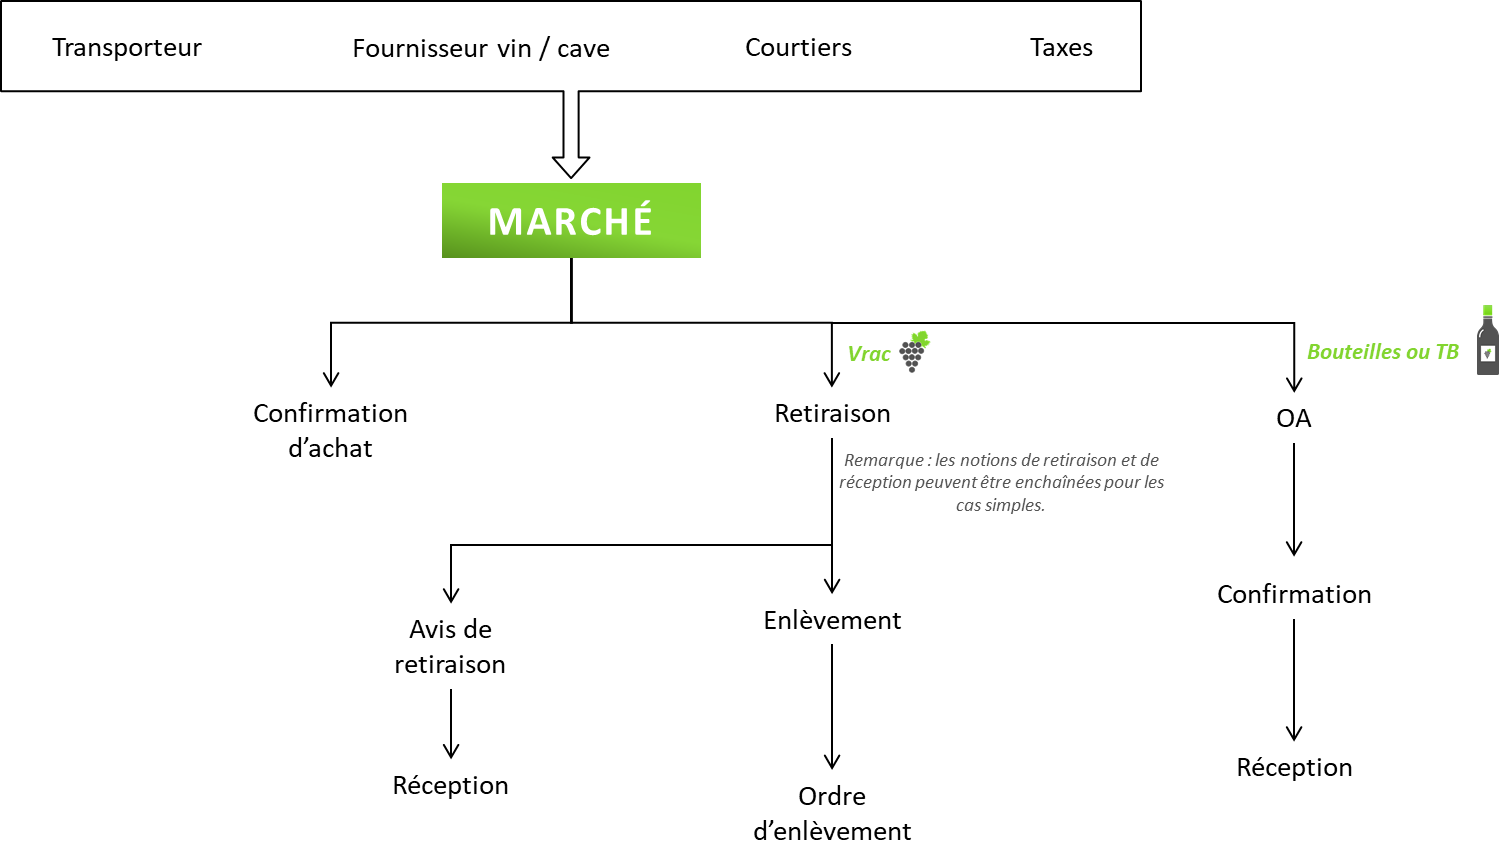 Transporteur
Fournisseur vin / cave
Courtiers
Taxes
MARCHÉ
Vrac
Bouteilles ou TB
Confirmation
d’achat
Retiraison
OA
Remarque : les notions de retiraison et de
réception peuvent être enchaînées pour les
cas simples.
Avis de
retiraison
Enlèvement
Confirmation
Réception
Ordre
d’enlèvement
Réception